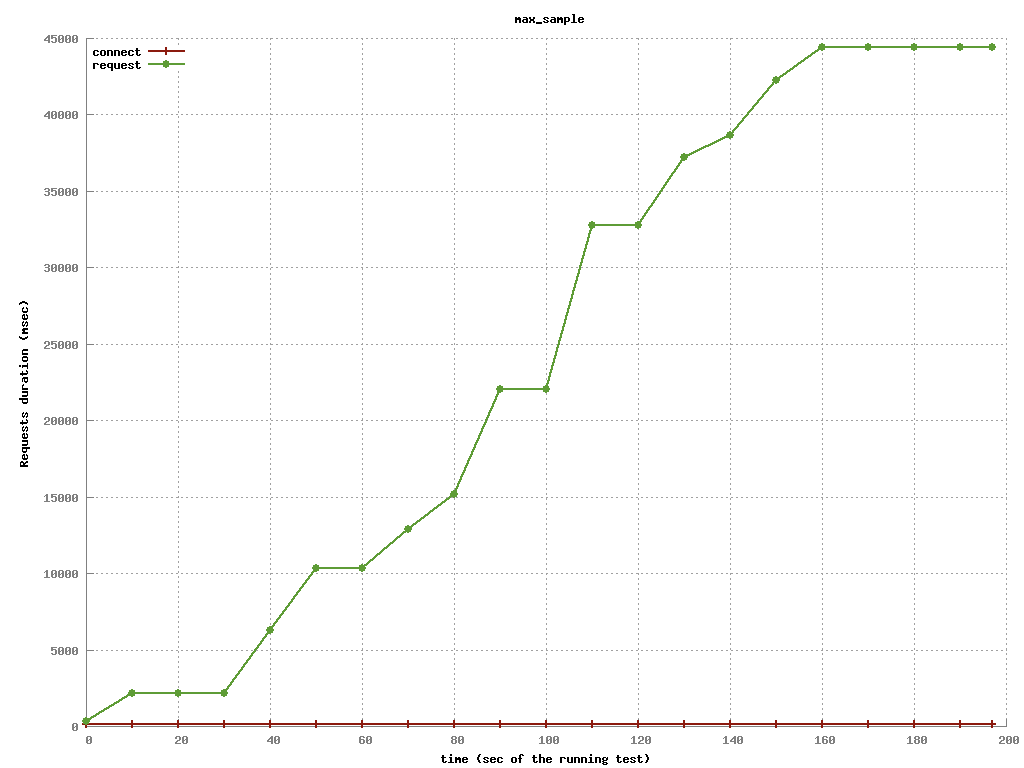 max_sample
connect
request
45000
40000
35000
30000
25000
20000
15000
10000
5000
0
Requests duration (msec)
0 20 40 60 80 100 120 140 160 180 200
time (sec of the running test)